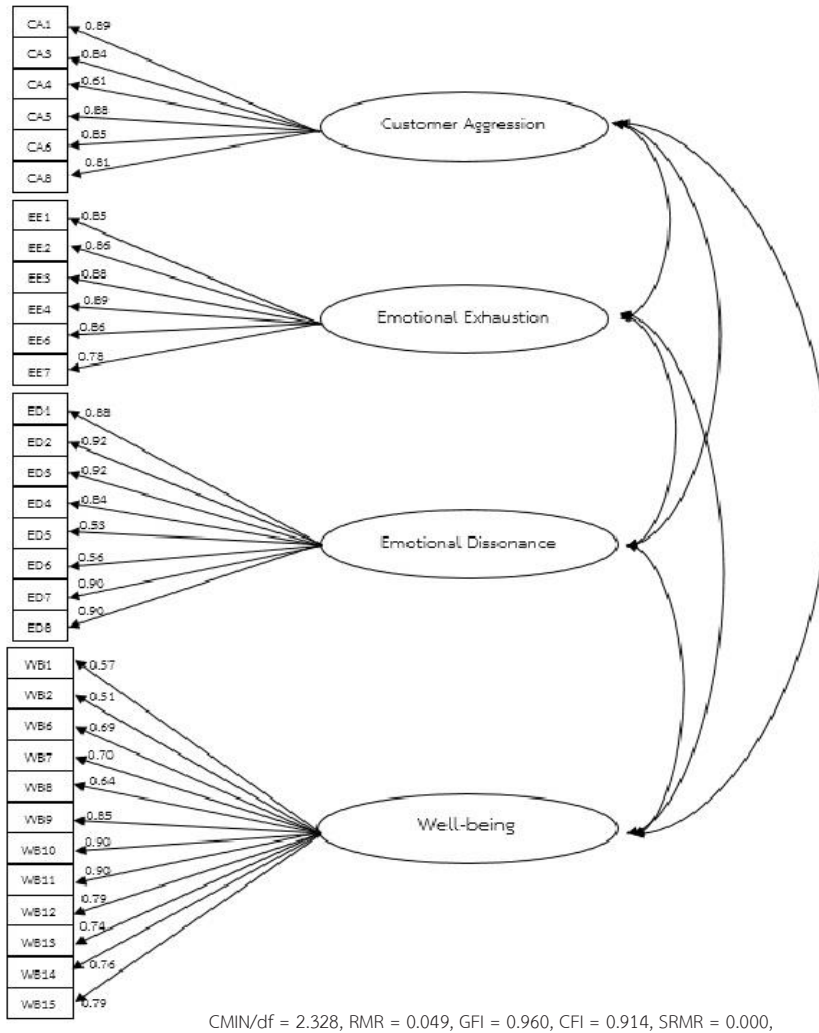 CA1 0.89
CA3 0.84
CA4 0.61
CA5 0.88
CA6 0.85
CA8 0.81
Customer Aggression
EE1 0.85
EE2 0.86
EE3 0.88
EE4 0.89
EE6 0.86
EE7 0.78
Emotional Exhaustion
ED1 0.88
ED2 0.92
ED3 0.92
ED4 0.84
ED5 0.53
ED6 0.56
ED7 0.90
ED8 0.90
Emotional Dissonance
WB1 0.57
WB2 0.51
WB6 0.69
WB7 0.70
WB8 0.64
WB9 0.85
WB10 0.90
WB11 0.90
WB12 0.79
WB13 0.74
WB14 0.76
WB15 0.79
Well-being
CMIN/df = 2.328, RMR = 0.049, GFI = 0.960, CFI = 0.914, SRMR = 0.000,